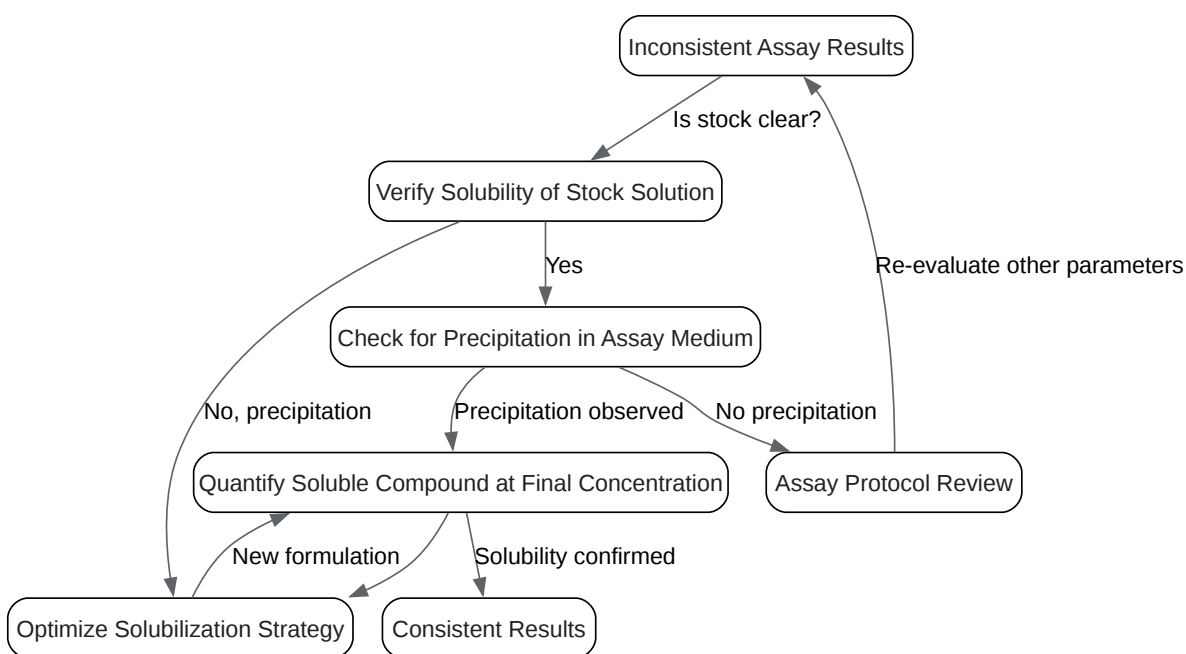 Inconsistent Assay Results
Is stock clear?
Verify Solubility of Stock Solution
Yes
Re-evaluate other parameters
Check for Precipitation in Assay Medium
No, precipitation
Precipitation observed
No precipitation
Quantify Soluble Compound at Final Concentration
Assay Protocol Review
New formulation
Solubility confirmed
Optimize Solubilization Strategy
Consistent Results